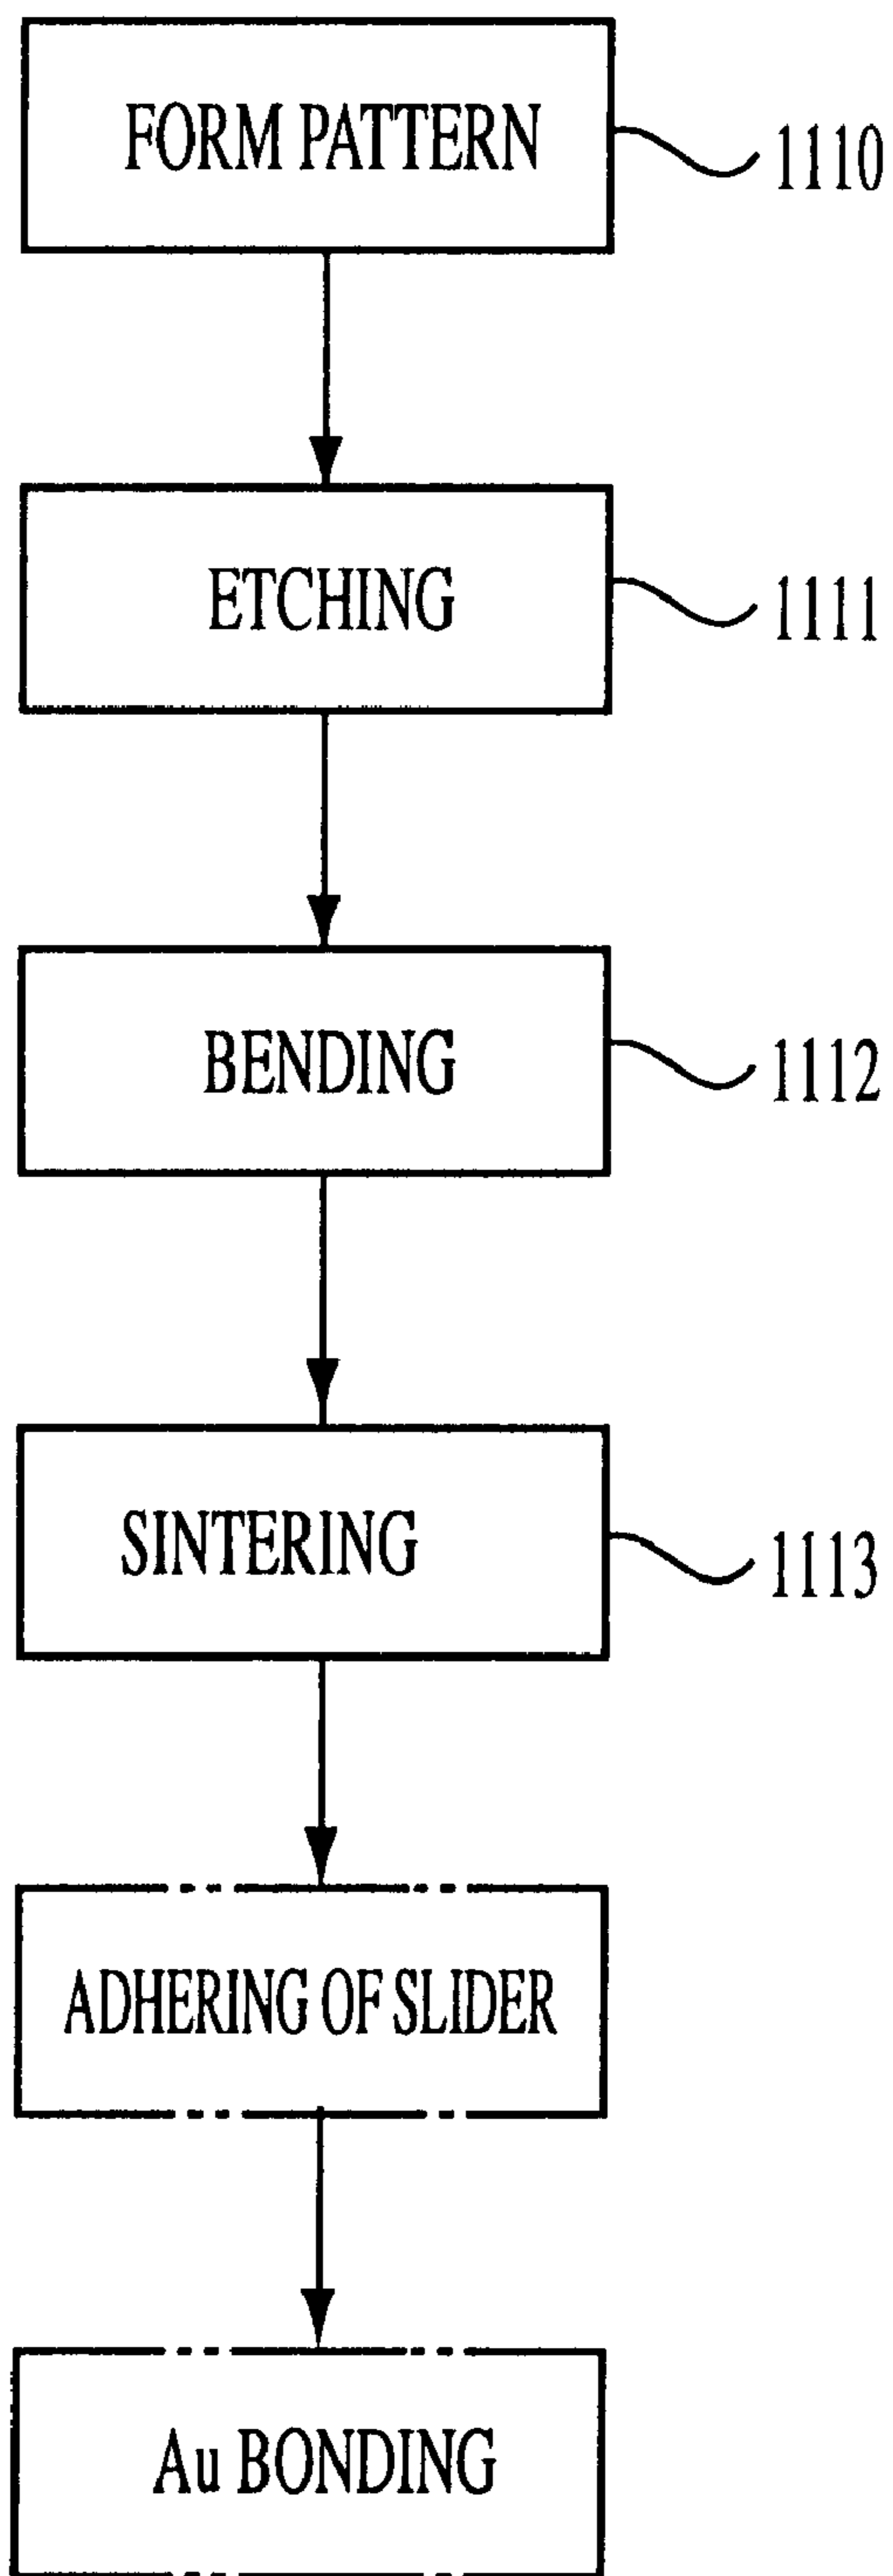 FORM PATTERN
1110
ETCHING
1111
BENDING
1112
SINTERING
1113
ADHERING OF SLIDER
Au BONDING